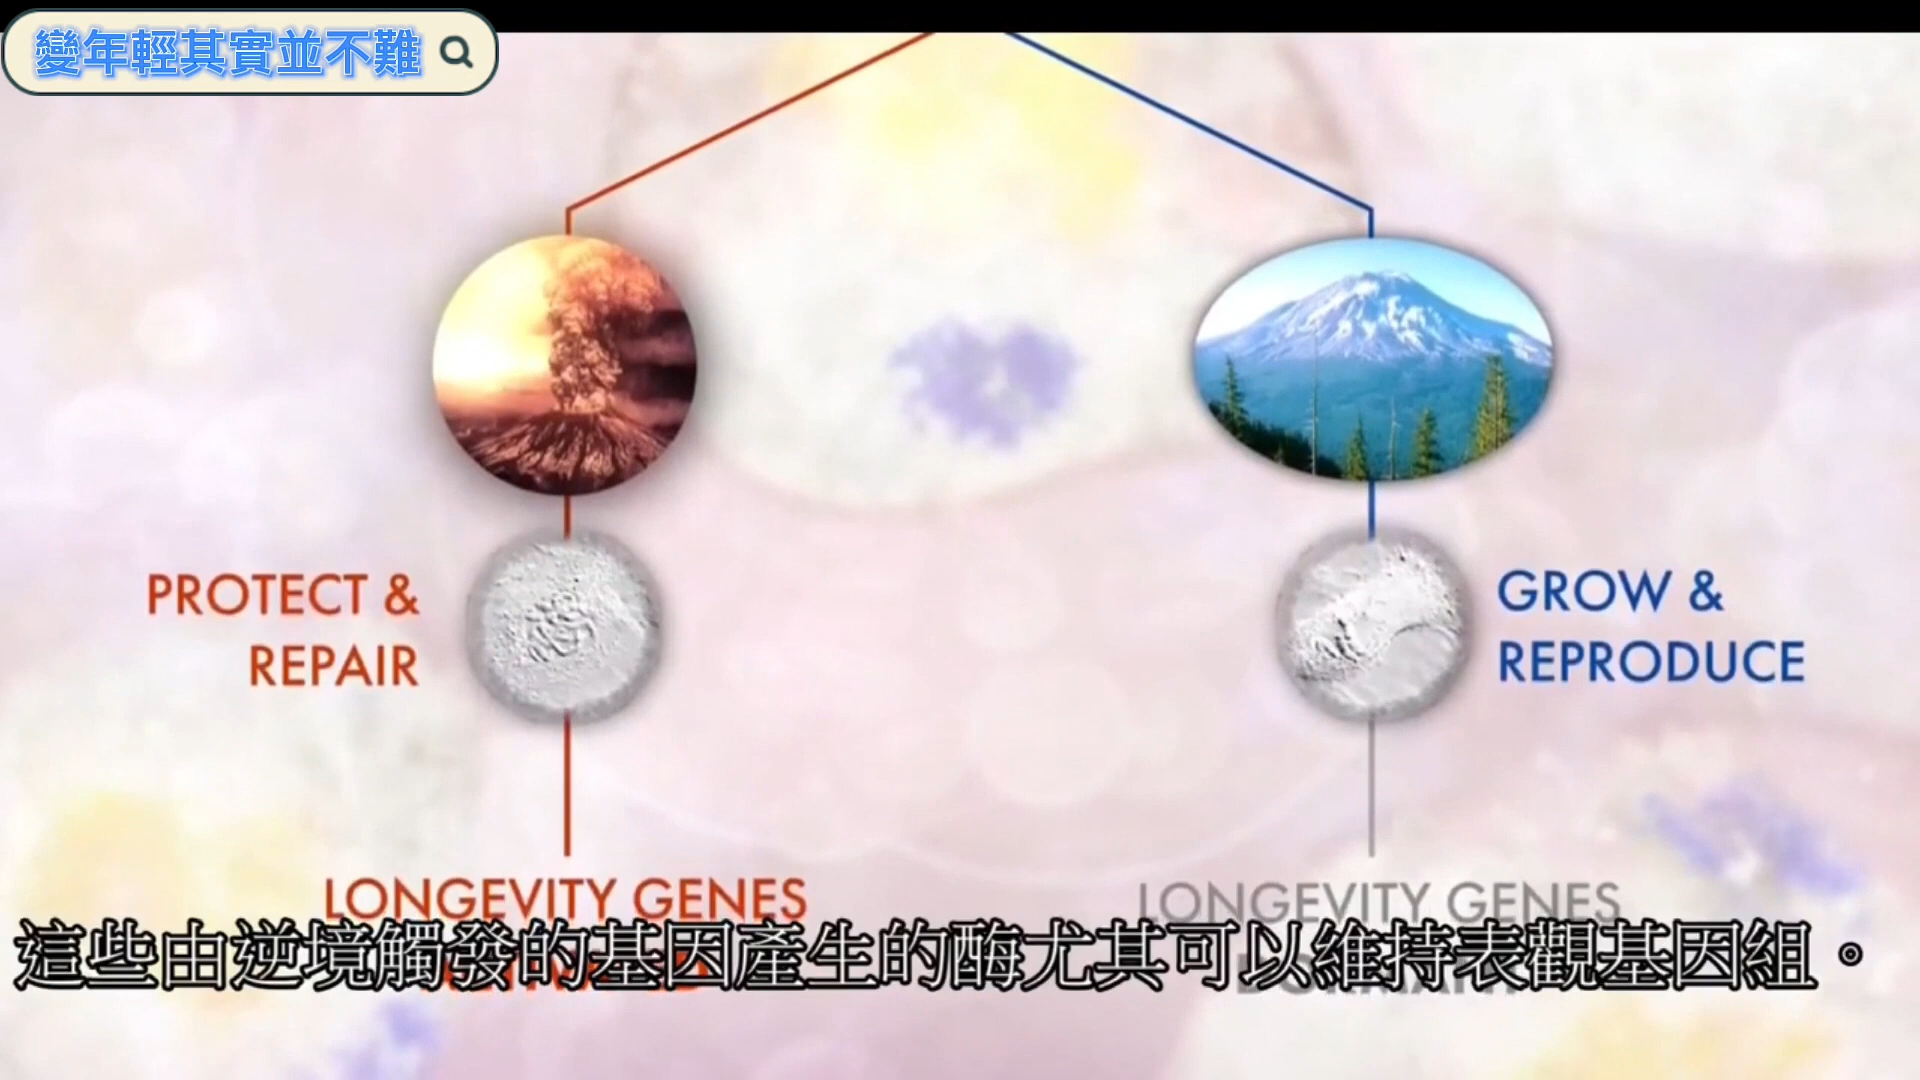 變年輕其實並不難
PROTECT &
REPAIR
GROW &
REPRODUCE
LONGEVITY GENES
LONGEVITY GENES
這些由逆境觸發的基因產生的酶尤其可以維持表觀基因組。